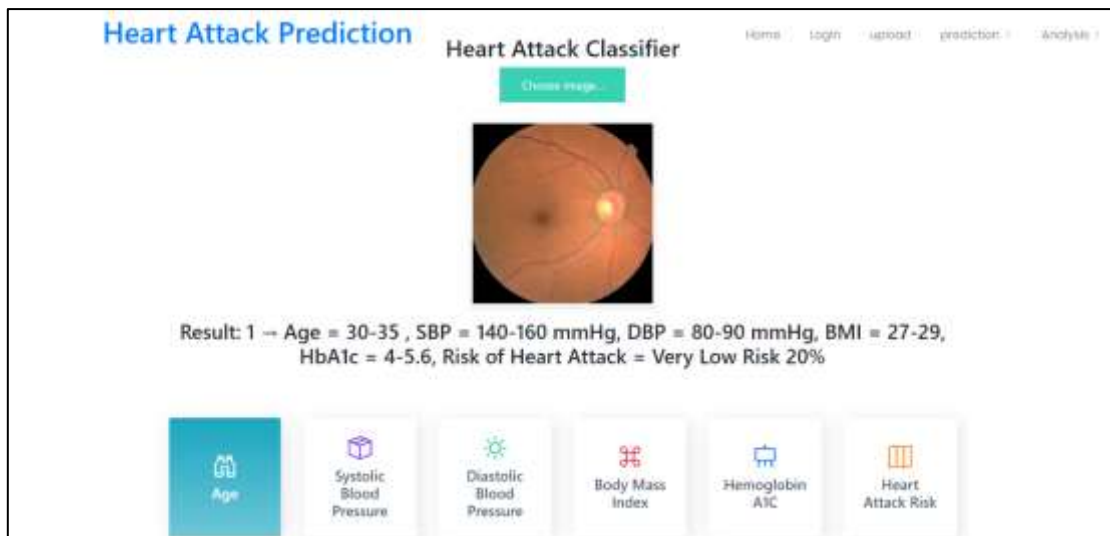 Heart Attack Prediction
Home Login upload prediction Analysis
Heart Attack Classifier
Choose Image...
Result: 1 → Age = 30-35 , SBP = 140-160 mmHg, DBP = 80-90 mmHg, BMI = 27-29,
HbA1c = 4-5.6, Risk of Heart Attack = Very Low Risk 20%
Age
Systolic
Blood
Pressure
Diastolic
Blood
Pressure
Body Mass
Index
Hemoglobin
A1C
Heart
Attack Risk